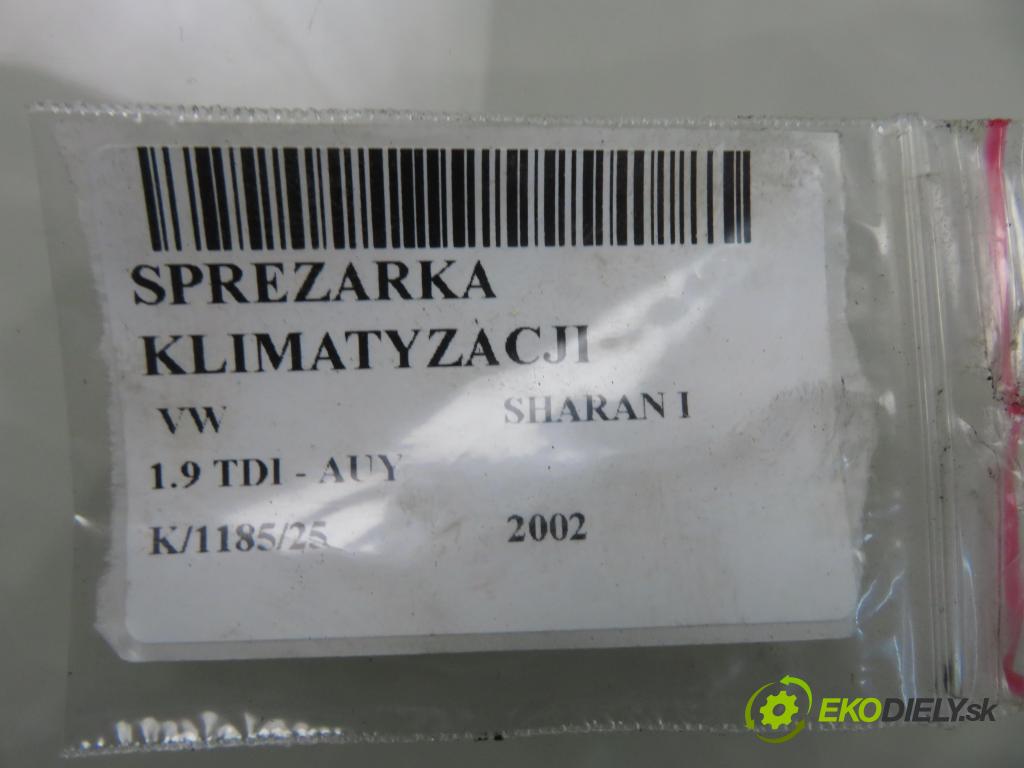 SPREZARKA
KLIMATYZACJI
VW SHARAN I
1.9 TDI - AUY
K/1185/25 2002
EKODIELY.sk